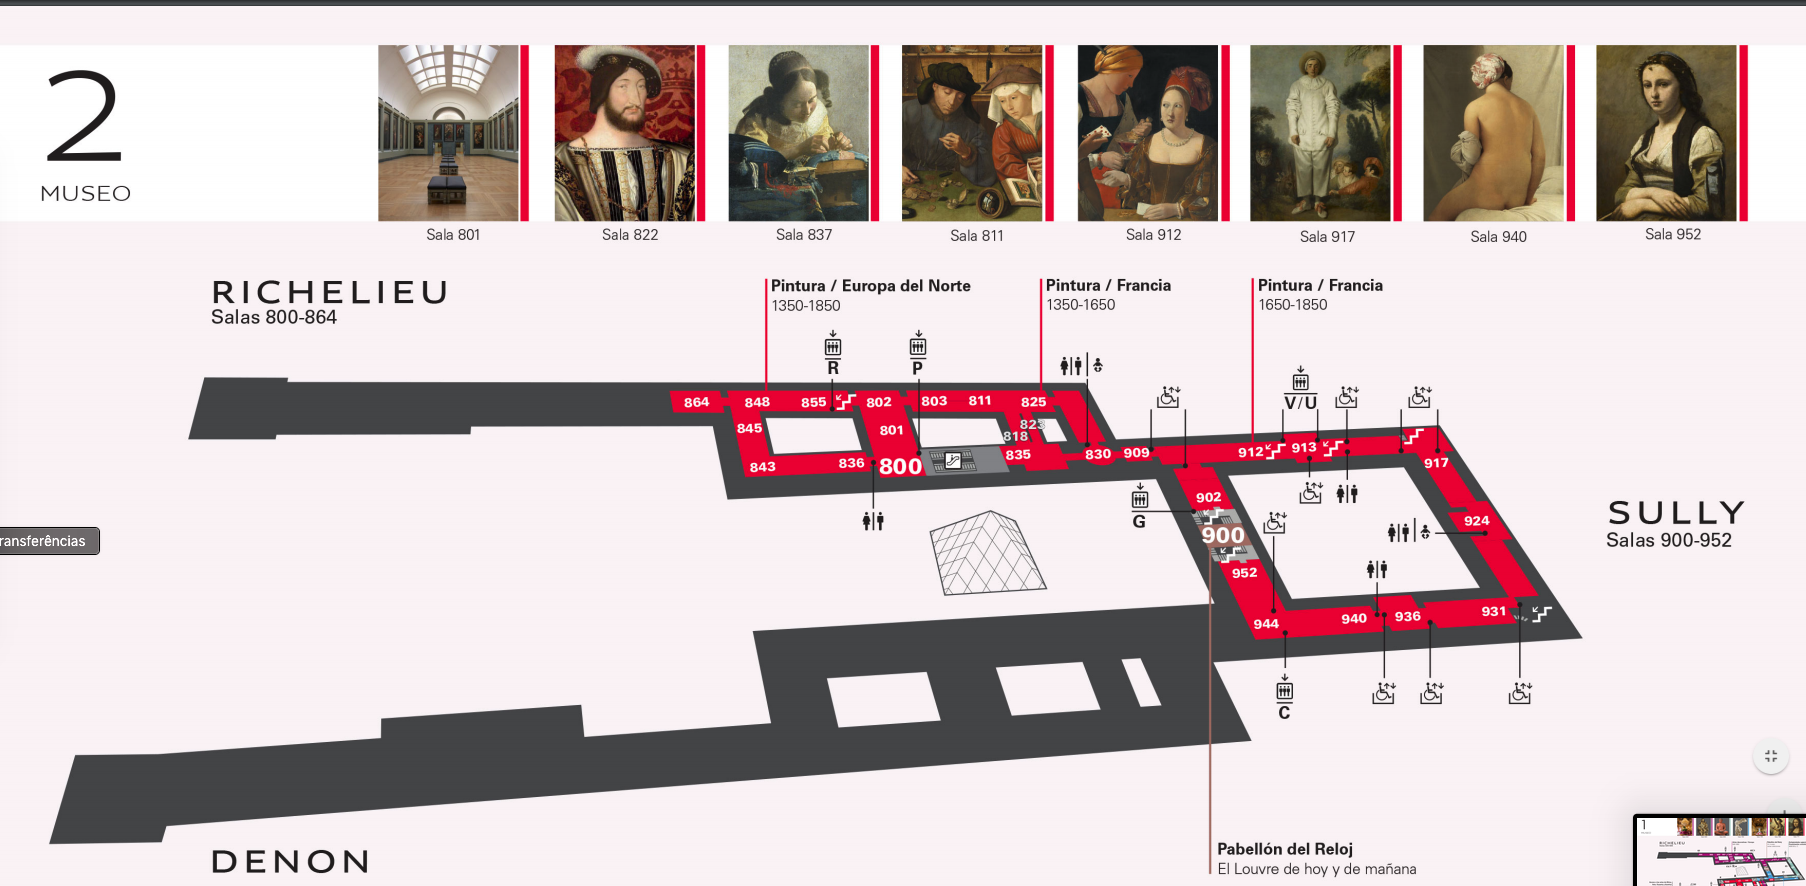 2
MUSEO
Sala 801
Sala 822
Sala 837
Sala 811
Sala 912
Sala 917
Sala 940
Sala 952
RICHELIEU
Salas 800-864
Pintura / Europa del Norte
1350-1850
Pintura / Francia
1350-1650
Pintura / Francia
1650-1850
R
P
V/U
864
848
855
802
803
811
825
845
801
823
818
843
836
800
835
830
909
912
913
917
902
G
900
924
952
SULLY
Salas 900-952
ransferências
944
940
936
931
C
DENON
Pabellón del Reloj
El Louvre de hoy y de mañana
1
RICHELIEU